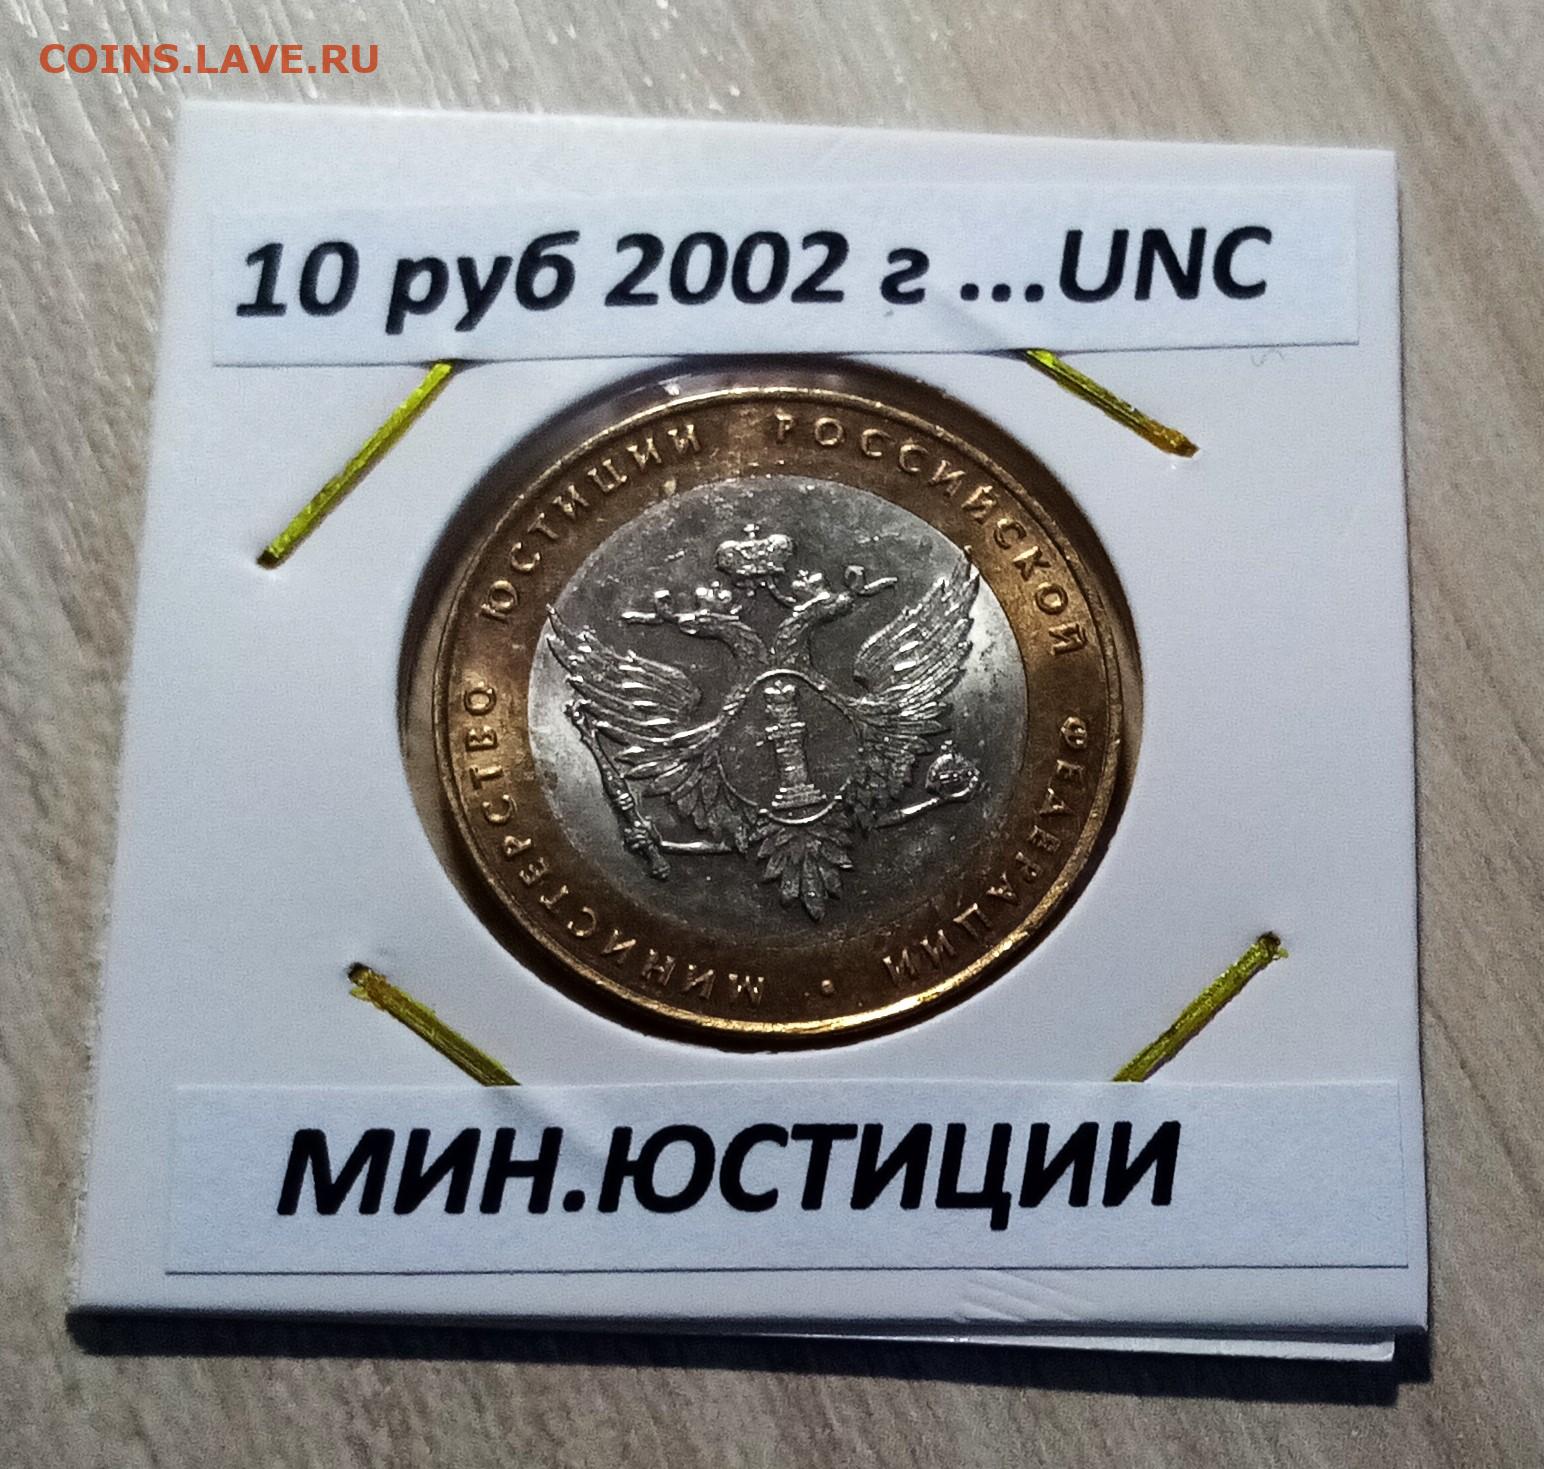 COINS.LAVE.RU
10 руб 2002 г ...UNC
МИНИСТЕРСТВО ЮСТИЦИИ РОССИЙСКОЙ ФЕДЕРАЦИИ •
МИН.ЮСТИЦИИ